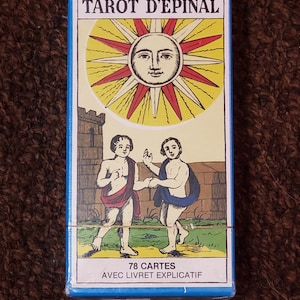 TAROT D'EPINAL
78 CARTES
AVEC LIVRET EXPLICATIF